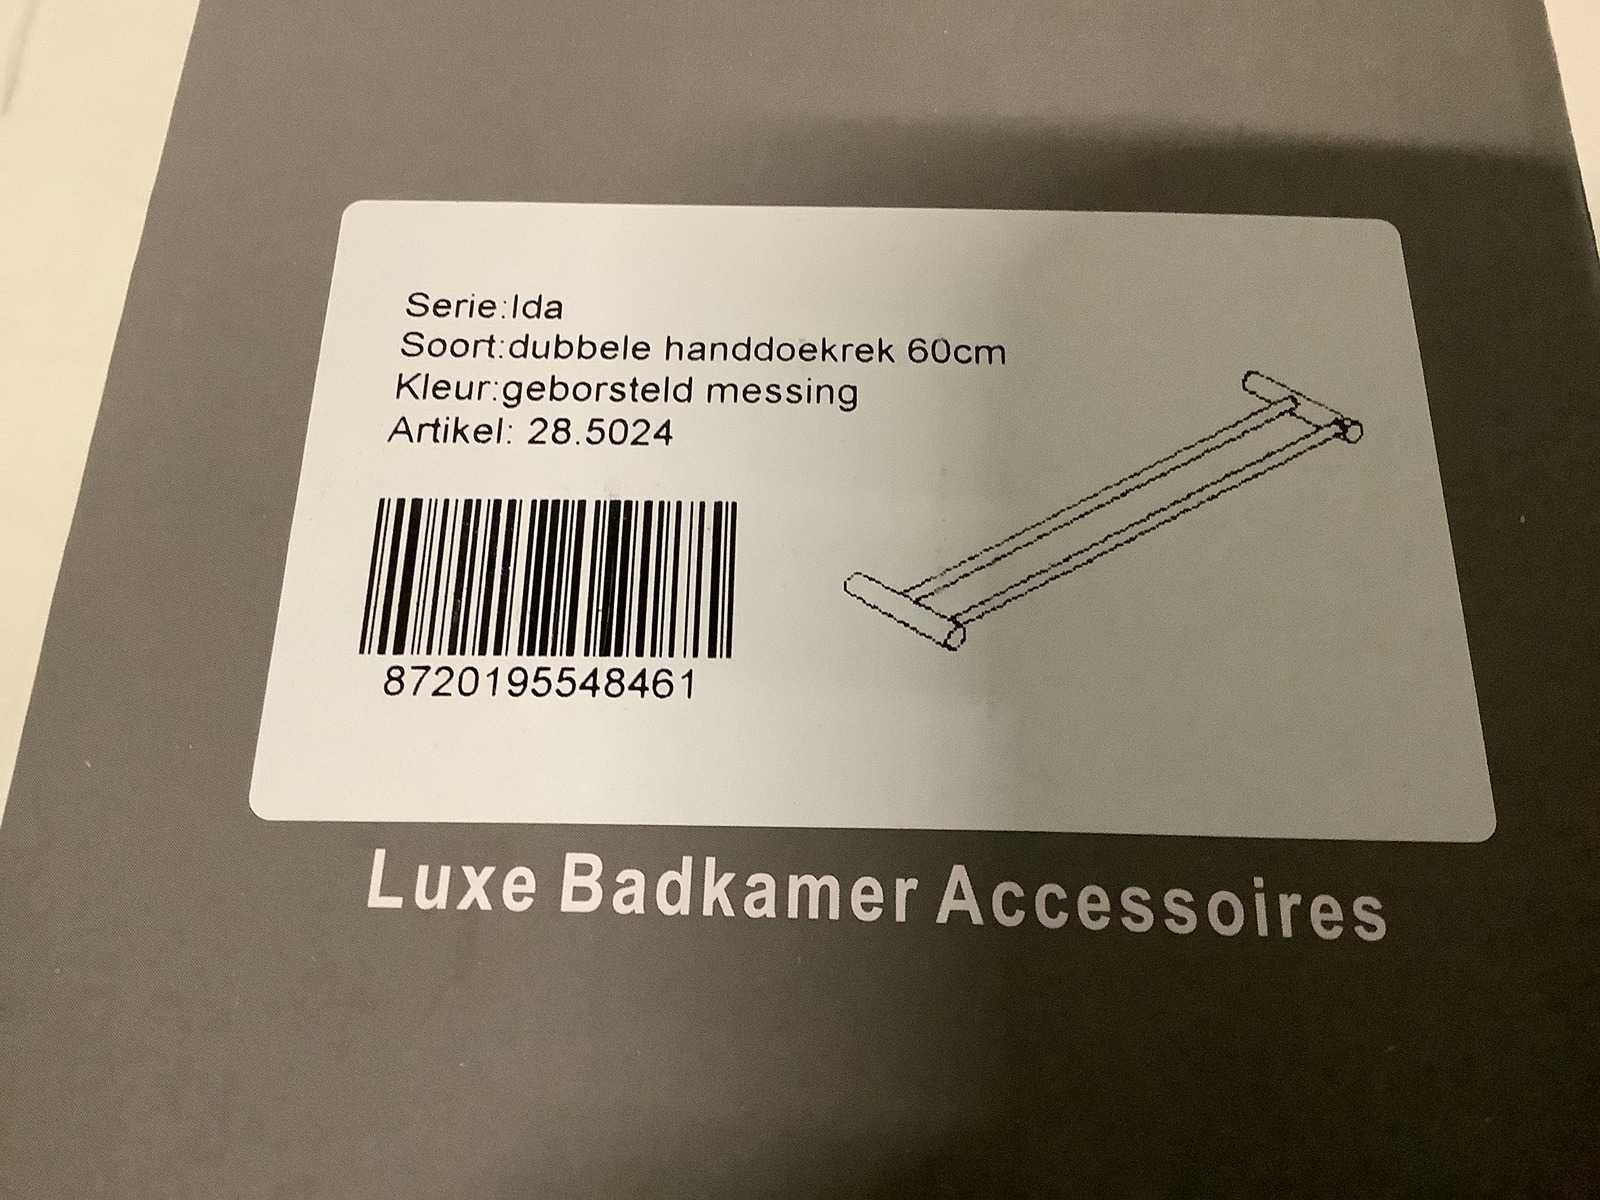 Serie:Ida
Soort:dubbele handdoekrek 60cm
Kleur:geborsteld messing
Artikel: 28.5024
8720195548461
Luxe Badkamer Accessoires